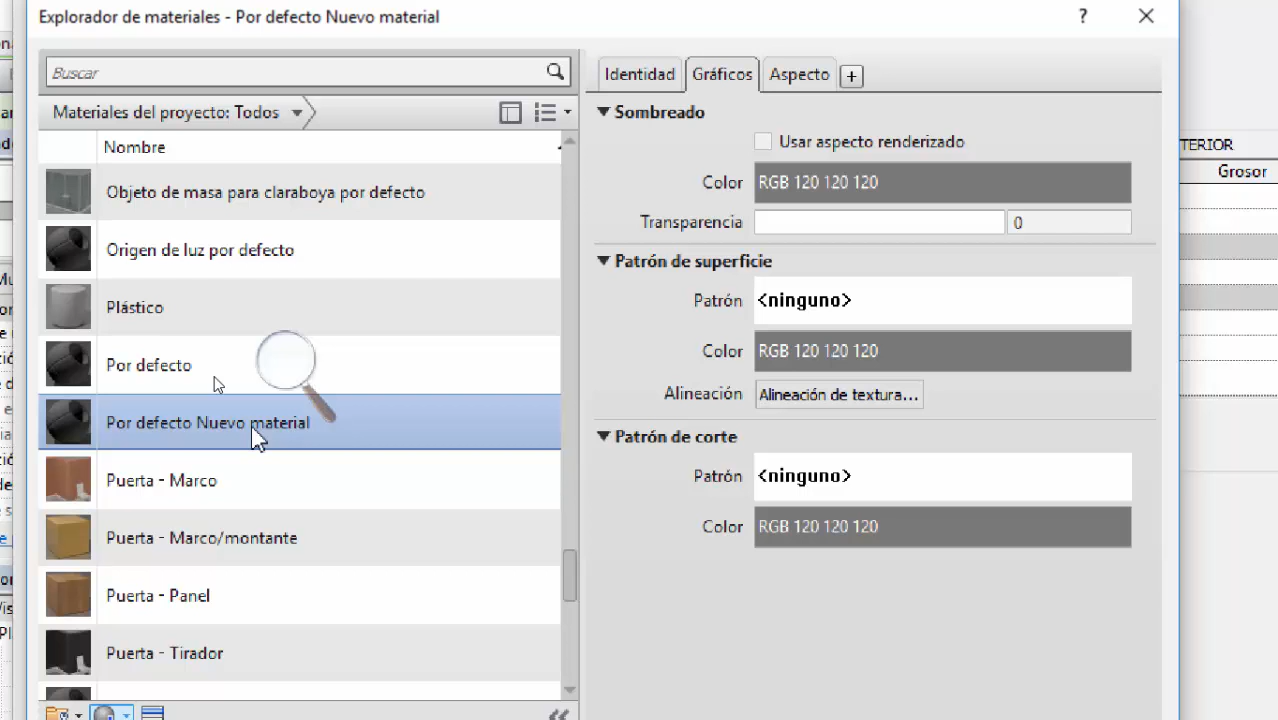 Explorador de materiales - Por defecto Nuevo material
?
Buscar
Materiales del proyecto: Todos
Nombre
Objeto de masa para claraboya por defecto
Origen de luz por defecto
Plástico
Por defecto
Por defecto Nuevo material
Puerta - Marco
Puerta - Marco/montante
Puerta - Panel
Puerta - Tirador
Identidad
Gráficos
Aspecto
Sombreado
Usar aspecto renderizado
Color
RGB 120 120 120
Transparencia
0
Patrón de superficie
Patrón
<ninguno>
Color
RGB 120 120 120
Alineación
Alineación de textura...
Patrón de corte
Patrón
<ninguno>
Color
RGB 120 120 120
TERIOR
Grosor